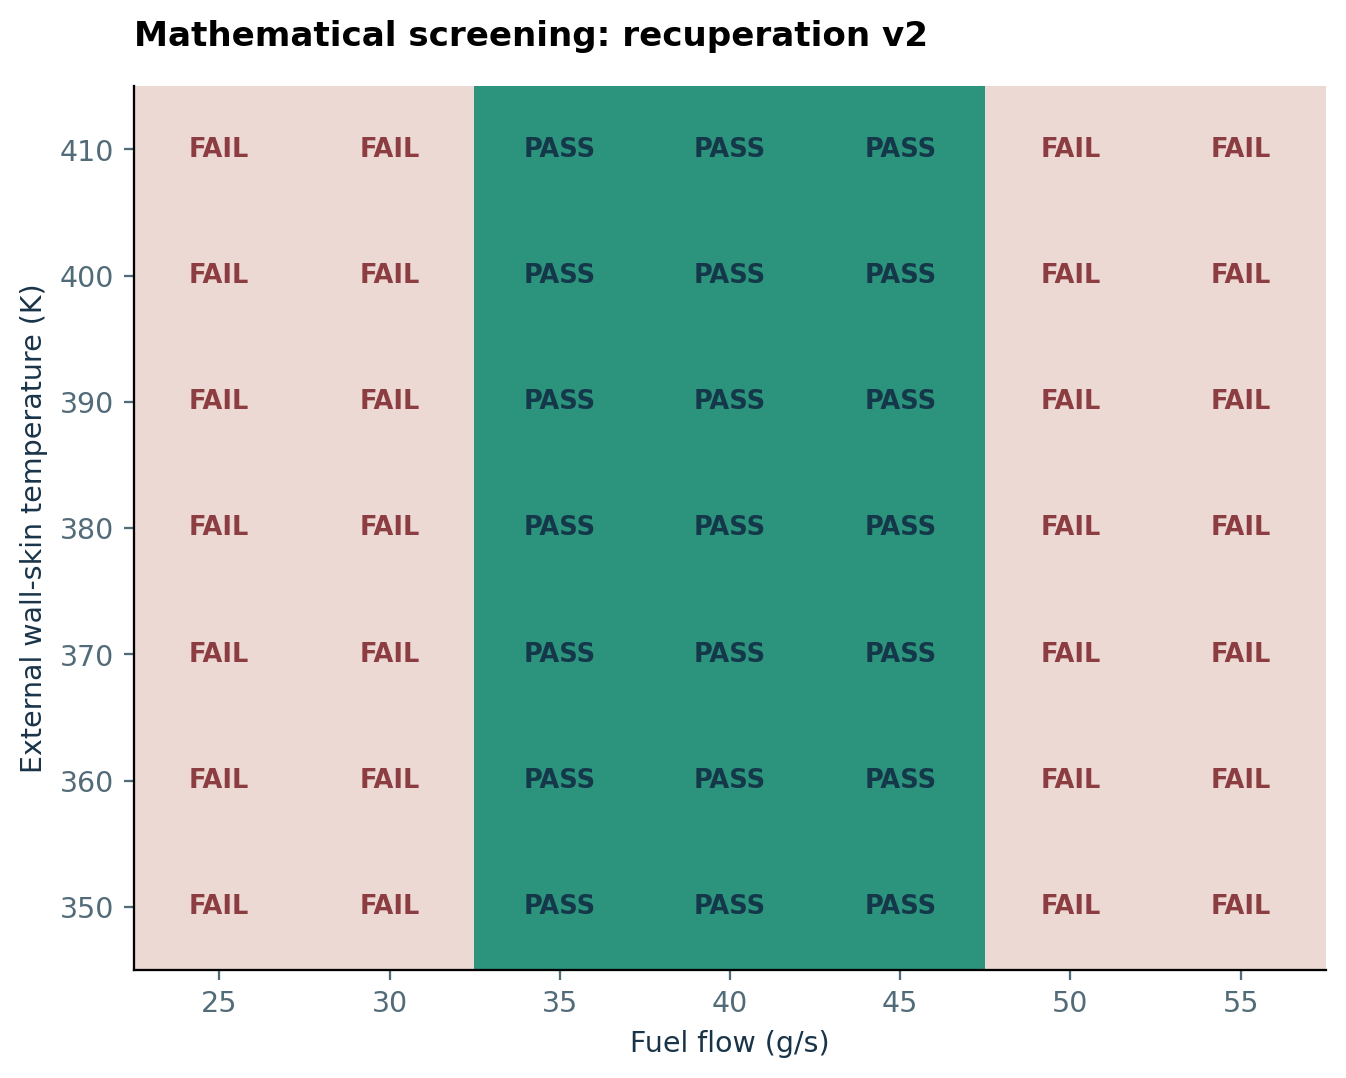 Mathematical screening: recuperation v2
External wall-skin temperature (K)
410 FAIL FAIL PASS PASS PASS FAIL FAIL
400 FAIL FAIL PASS PASS PASS FAIL FAIL
390 FAIL FAIL PASS PASS PASS FAIL FAIL
380 FAIL FAIL PASS PASS PASS FAIL FAIL
370 FAIL FAIL PASS PASS PASS FAIL FAIL
360 FAIL FAIL PASS PASS PASS FAIL FAIL
350 FAIL FAIL PASS PASS PASS FAIL FAIL
25 30 35 40 45 50 55
Fuel flow (g/s)